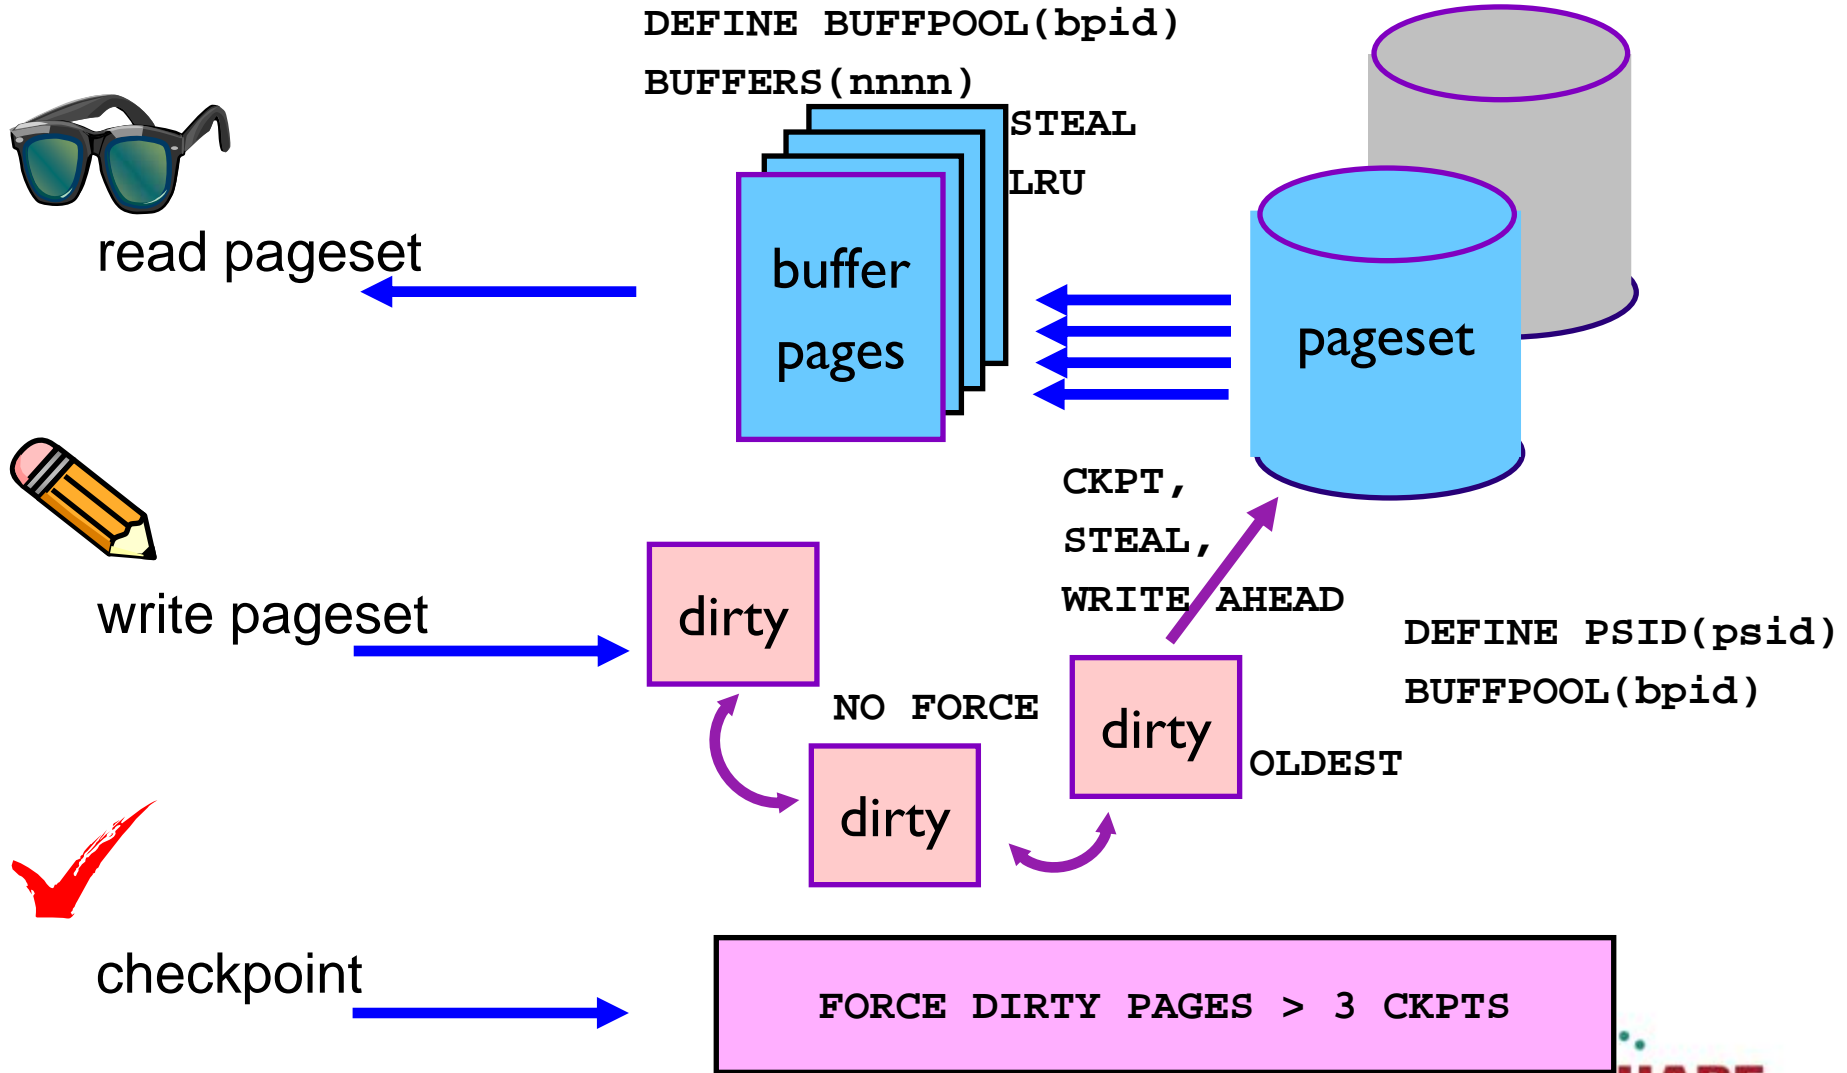 DEFINE BUFFPOOL(bpid)
BUFFERS(nnnn)
STEAL
LRU
read pageset
buffer
pages
pageset
CKPT,
STEAL,
WRITE AHEAD
write pageset
dirty
DEFINE PSID(psid)
BUFFPOOL(bpid)
NO FORCE
dirty
OLDEST
dirty
checkpoint
FORCE DIRTY PAGES > 3 CKPTS